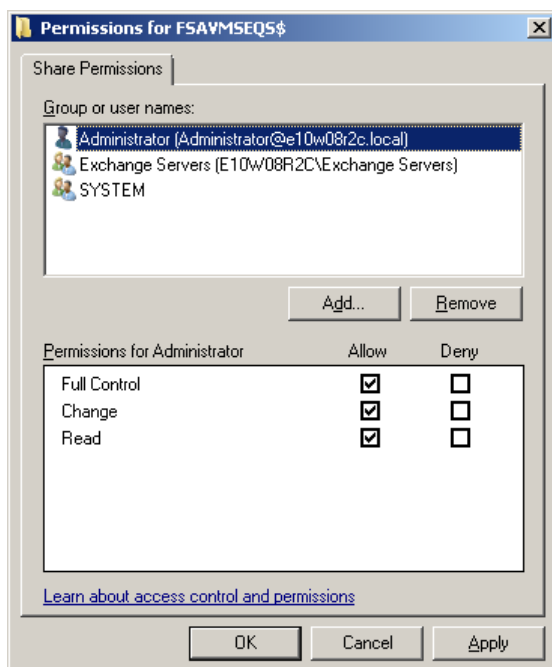 Permissions for FSAVMSEQS$
Share Permissions
Group or user names:
Administrator (Administrator@e10w08r2c.local)
Exchange Servers (E10W08R2C\Exchange Servers)
SYSTEM
Add... Remove
Permissions for Administrator Allow Deny
Full Control
Change
Read
Learn about access control and permissions
OK Cancel Apply